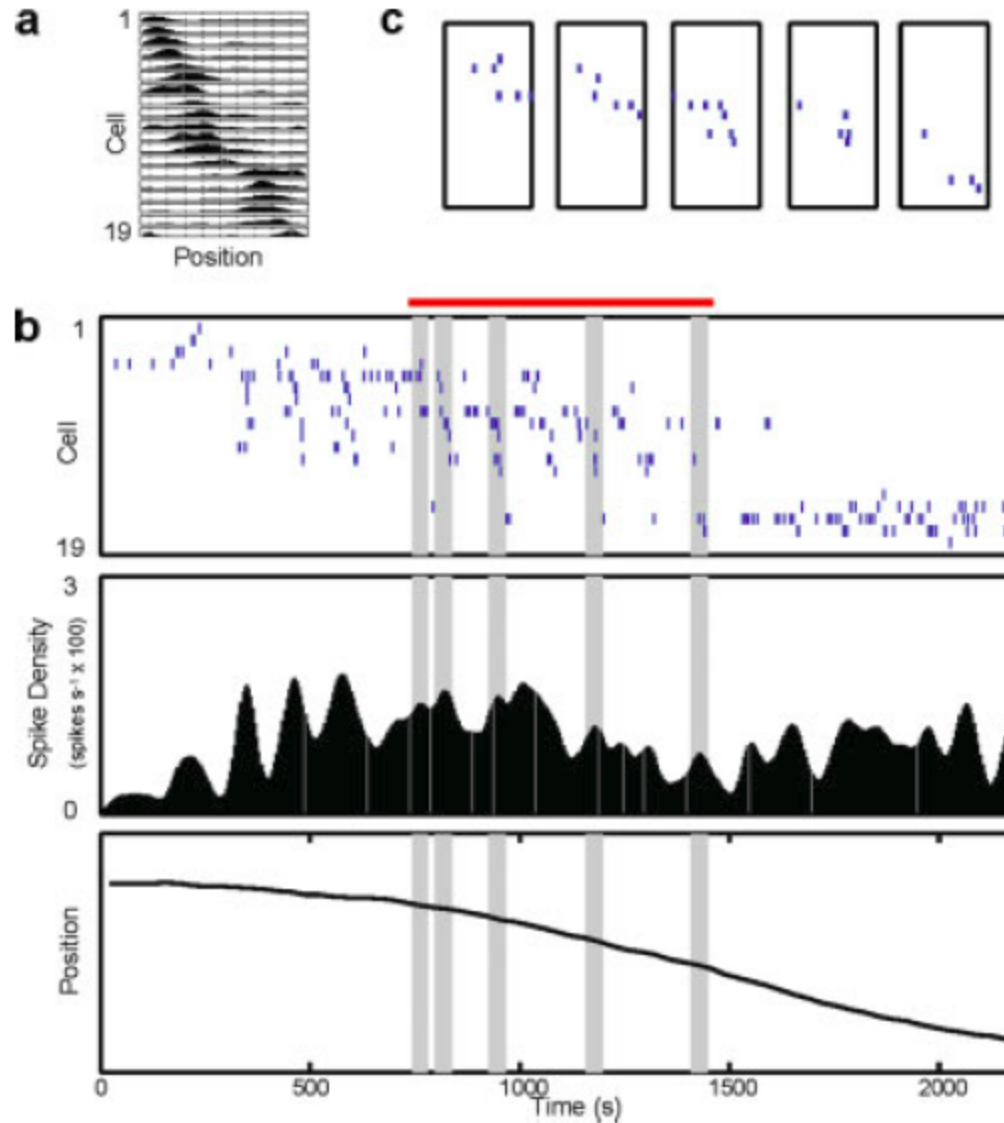 a
1
Cell
19
Position
c
b
1
Cell
19
3
Spike Density
(spikes s⁻¹ x 100)
0
Position
0 500 1000 1500 2000
Time (s)